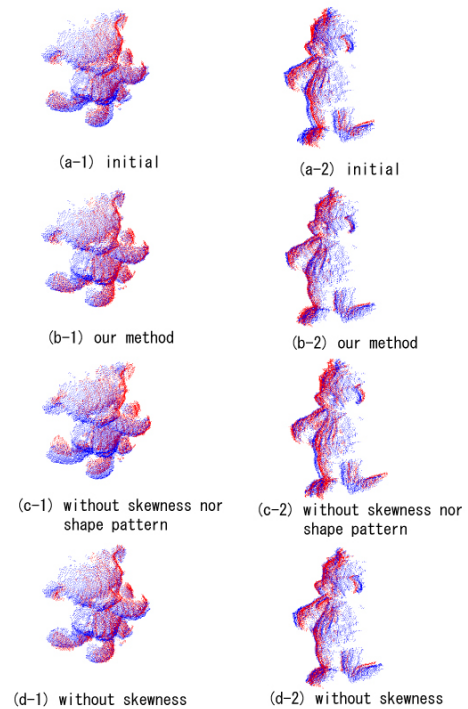 (a-1) initial
(a-2) initial
(b-1) our method
(b-2) our method
(c-1) without skewness nor
shape pattern
(c-2) without skewness nor
shape pattern
(d-1) without skewness
(d-2) without skewness